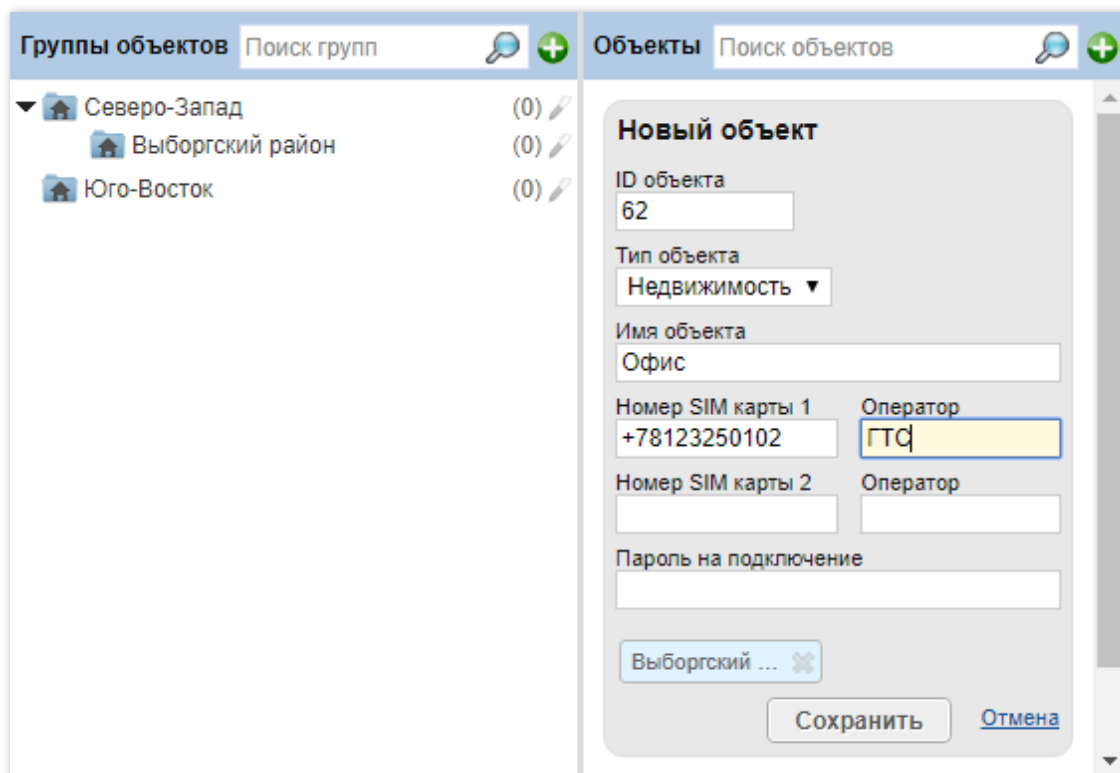 Группы объектов Поиск групп
Северо-Запад (0)
Выборгский район (0)
Юго-Восток (0)
Объекты Поиск объектов
Новый объект
ID объекта
62
Тип объекта
Недвижимость
Имя объекта
Офис
Номер SIM карты 1 Оператор
+78123250102 ГТС
Номер SIM карты 2 Оператор
Пароль на подключение
Выборгский ...
Сохранить Отмена